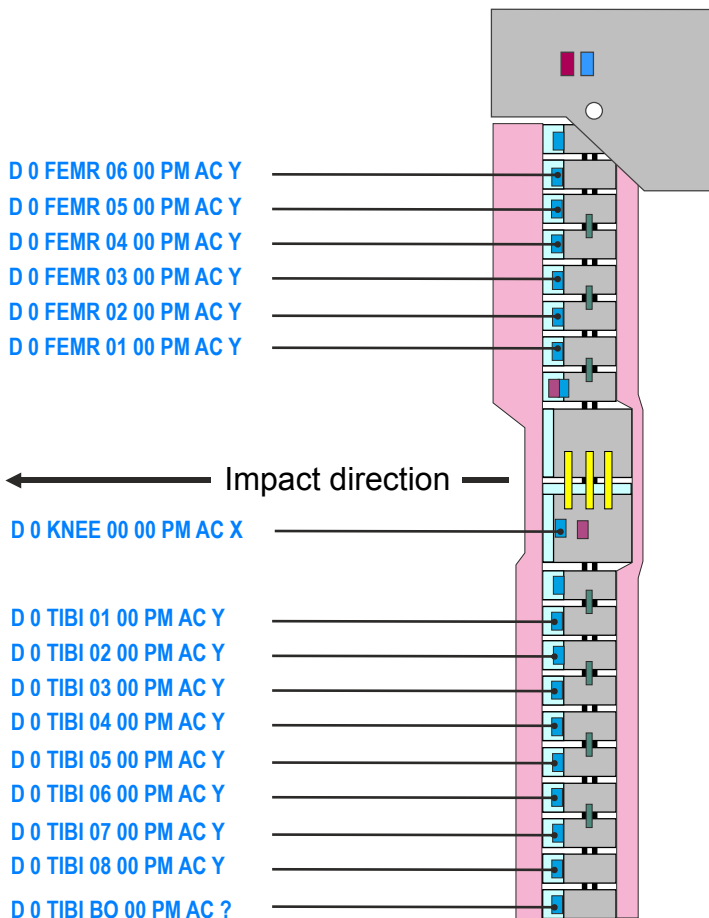 D 0 FEMR 06 00 PM AC Y
D 0 FEMR 05 00 PM AC Y
D 0 FEMR 04 00 PM AC Y
D 0 FEMR 03 00 PM AC Y
D 0 FEMR 02 00 PM AC Y
D 0 FEMR 01 00 PM AC Y
Impact direction
D 0 KNEE 00 00 PM AC X
D 0 TIBI 01 00 PM AC Y
D 0 TIBI 02 00 PM AC Y
D 0 TIBI 03 00 PM AC Y
D 0 TIBI 04 00 PM AC Y
D 0 TIBI 05 00 PM AC Y
D 0 TIBI 06 00 PM AC Y
D 0 TIBI 07 00 PM AC Y
D 0 TIBI 08 00 PM AC Y
D 0 TIBI BO 00 PM AC ?